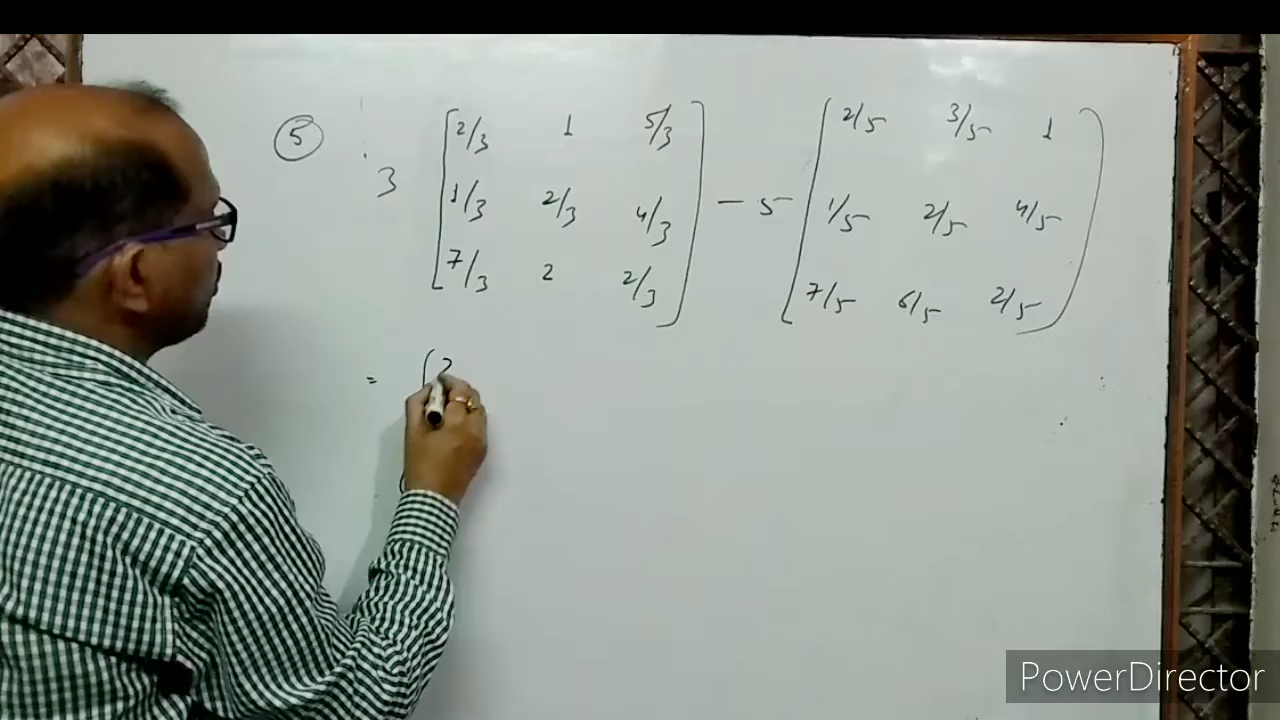 ⑤ 3 [2/3 1 5/3
1/3 2/3 4/3
7/3 2 2/3] - 5 [2/5 3/5 1
1/5 2/5 4/5
7/5 6/5 2/5]
= [2
PowerDirector